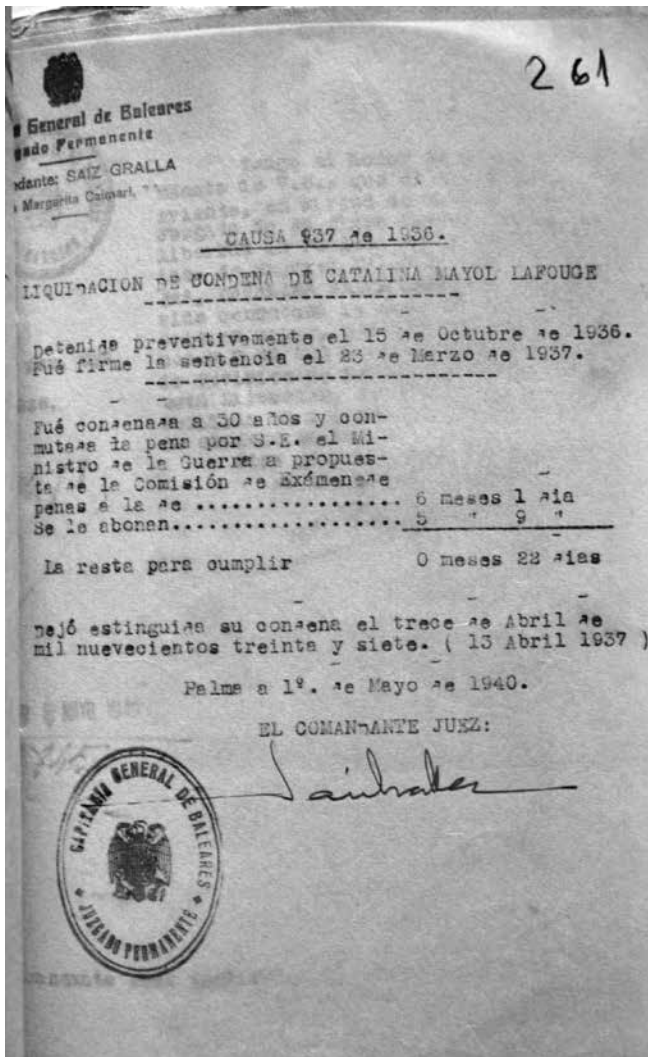 261
General de Baleares
Permanente
SAIZ GRALLA
Margarita Caimari,
CAUSA 937 de 1936.
LIQUIDACION DE CONDENA DE CATALINA MAYOL LAFOUGE
Detenida preventivamente el 15 de Octubre de 1936.
Fué firme la sentencia el 23 de Marzo de 1937.
Fué condenada a 30 años y con-
mutada la pena por S.E. el Mi-
nistro de la Guerra a propues-
ta de la Comisión de Exámenede
penas a la de .................. 6 meses 1 dia
Se le abonan.................. 5 " 9 "
La resta para cumplir 0 meses 22 dias
Dejó estinguida su condena el trece de Abril de
mil nuevecientos treinta y siete. ( 13 Abril 1937 )
Palma a 1º. de Mayo de 1940.
EL COMANDANTE JUEZ:
CAPITANIA GENERAL DE BALEARES
JUZGADO PERMANENTE